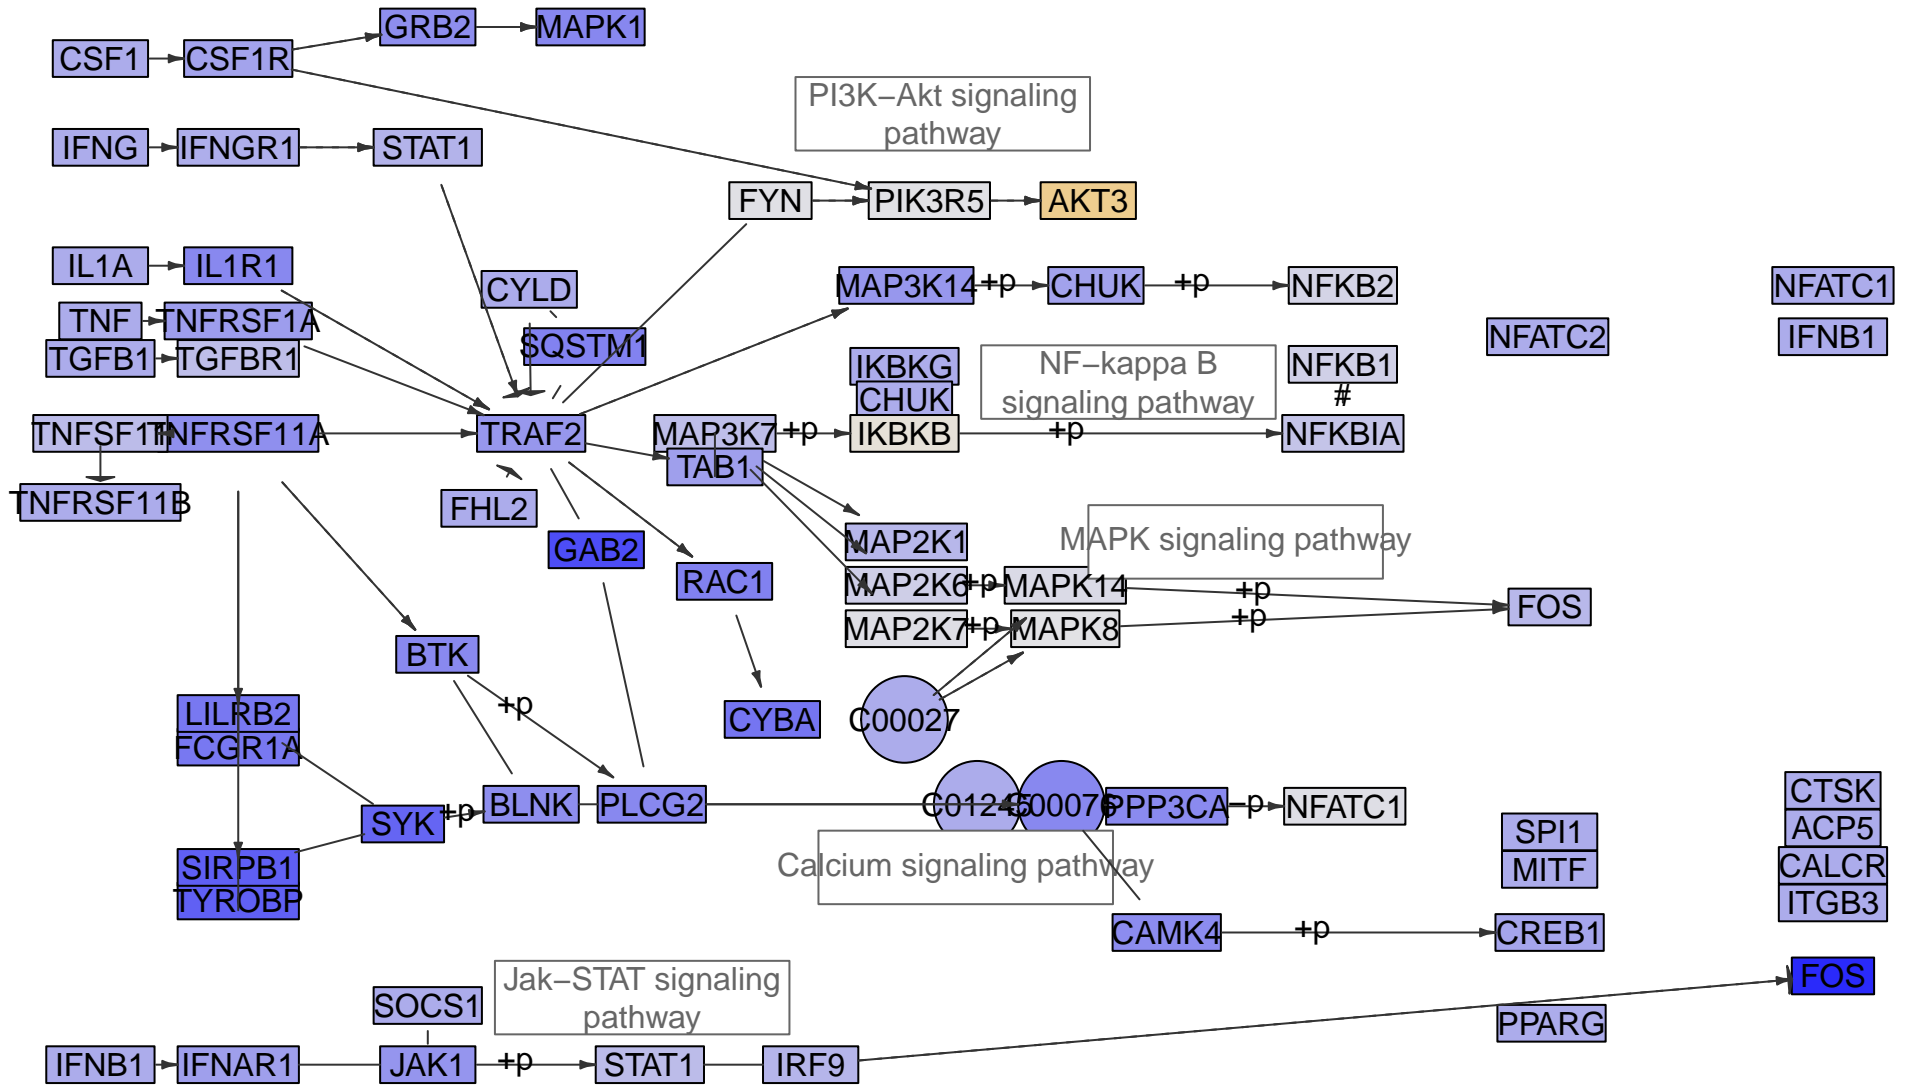 GRB2
MAPK1
CSF1
CSF1R
PI3K−Akt signaling
pathway
IFNG
IFNGR1
STAT1
FYN
PIK3R5
AKT3
IL1A
IL1R1
CYLD
MAP3K14
+p
CHUK
+p
NFKB2
NFATC1
TNF
TNFRSF1A
SQSTM1
NFATC2
IFNB1
TGFB1
TGFBR1
IKBKG
NF−kappa B
signaling pathway
NFKB1
CHUK
#
TNFSF11
TNFRSF11A
TRAF2
MAP3K7
+p
IKBKB
+p
NFKBIA
TAB1
TNFRSF11B
FHL2
GAB2
MAP2K1
MAPK signaling pathway
RAC1
MAP2K6
+p
MAPK14
+p
FOS
MAP2K7
+p
MAPK8
+p
BTK
LILRB2
+p
CYBA
C00027
FCGR1A
SYK
+p
BLNK
PLCG2
C01245
C00076
PPP3CA
−p
NFATC1
CTSK
SPI1
ACP5
SIRPB1
Calcium signaling pathway
MITF
CALCR
TYROBP
ITGB3
CAMK4
+p
CREB1
Jak−STAT signaling
pathway
FOS
SOCS1
PPARG
IFNB1
IFNAR1
JAK1
+p
STAT1
IRF9